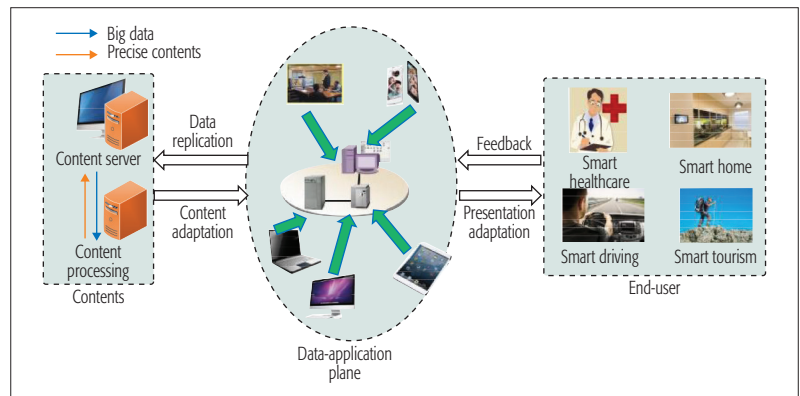 Big data
Precise contents
Content server
Content
processing
Contents
Data
replication
Content
adaptation
Data-application
plane
Feedback
Presentation
adaptation
Smart
healthcare
Smart home
Smart driving
Smart tourism
End-user